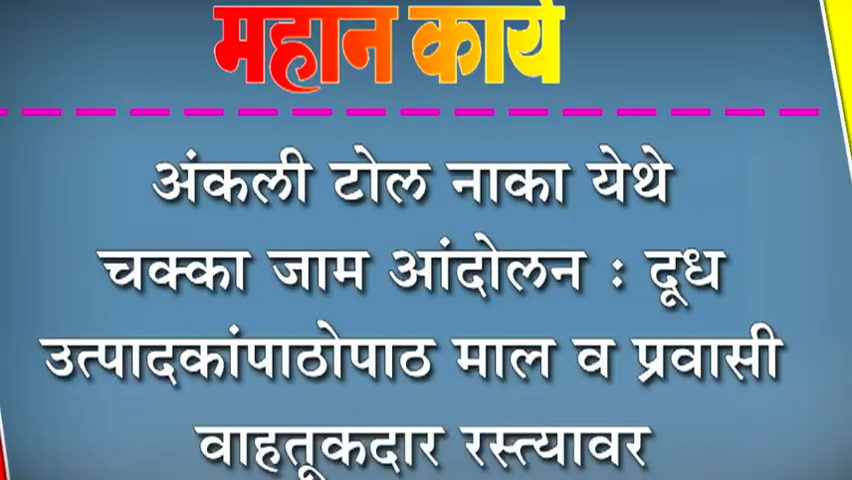 महान कार्य
अंकली टोल नाका येथे
चक्का जाम आंदोलन : दूध
उत्पादकांपाठोपाठ माल व प्रवासी
वाहतूकदार रस्त्यावर